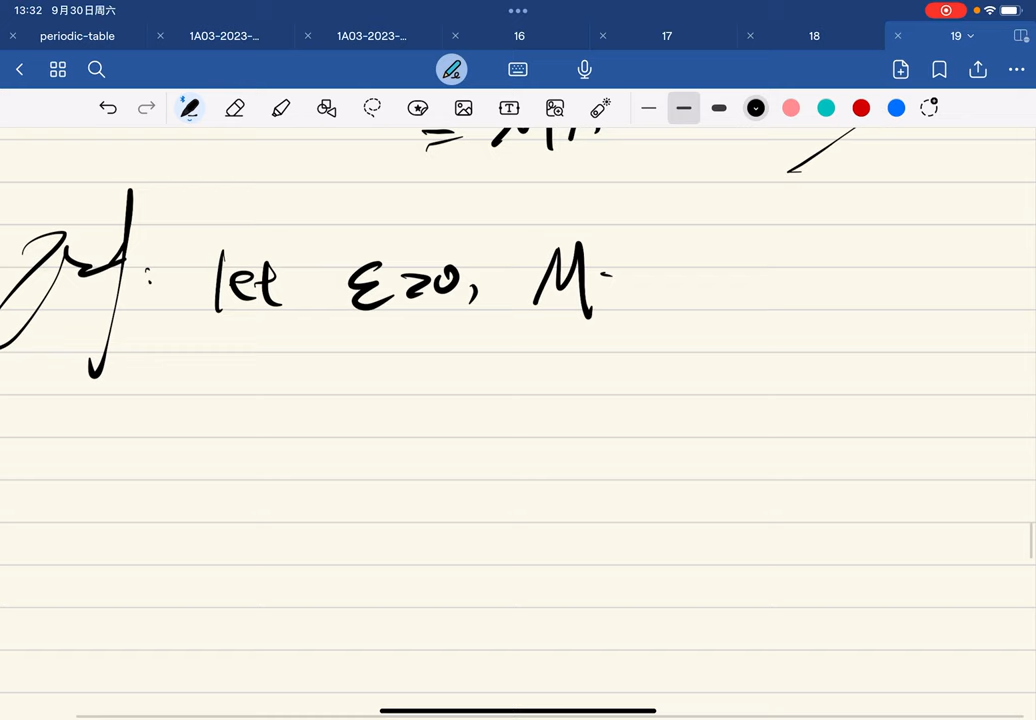 13:32 9月30日周六
periodic-table 1A03-2023-... 1A03-2023-... 16 17 18 19
: let ε>0, M